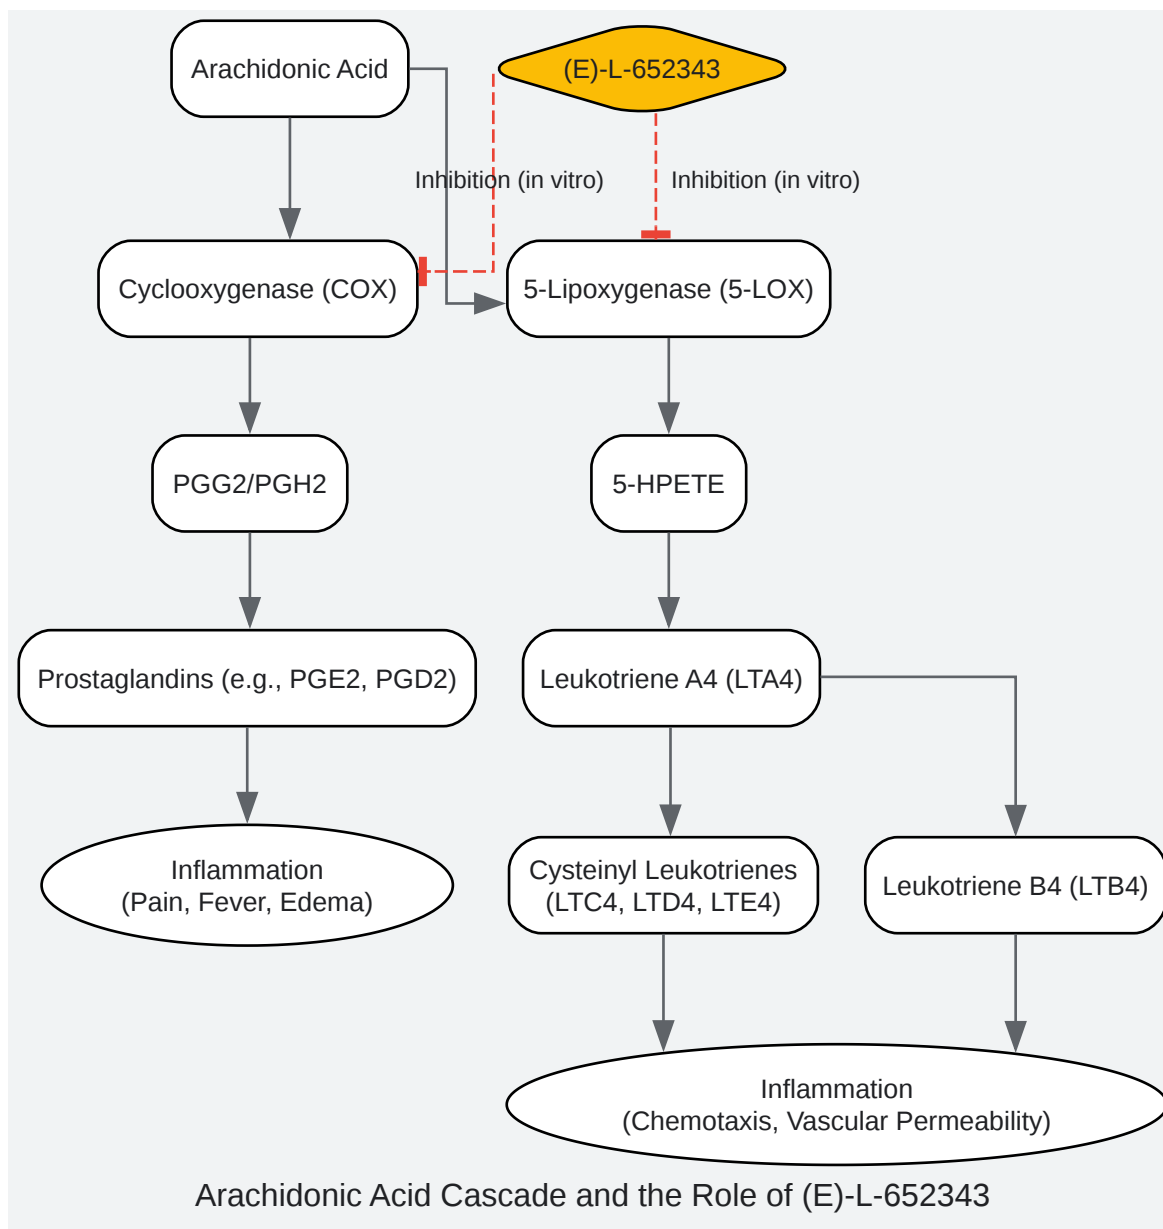 Arachidonic Acid
(E)-L-652343
Inhibition (in vitro)
Inhibition (in vitro)
Cyclooxygenase (COX)
5-Lipoxygenase (5-LOX)
PGG2/PGH2
5-HPETE
Prostaglandins (e.g., PGE2, PGD2)
Leukotriene A4 (LTA4)
Inflammation
(Pain, Fever, Edema)
Cysteinyl Leukotrienes
(LTC4, LTD4, LTE4)
Leukotriene B4 (LTB4)
Inflammation
(Chemotaxis, Vascular Permeability)
Arachidonic Acid Cascade and the Role of (E)-L-652343